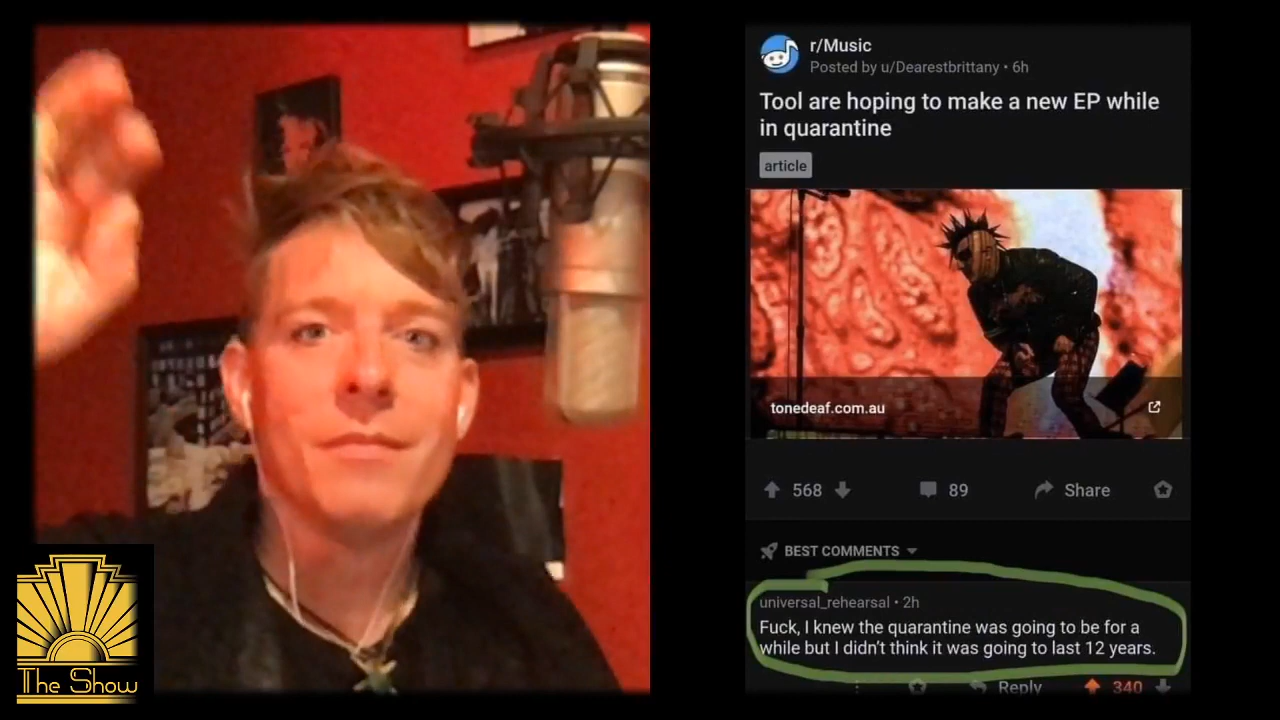 The Show
r/Music
Posted by u/Dearestbrittany • 6h
Tool are hoping to make a new EP while
in quarantine
article
tonedeaf.com.au
568
89
Share
BEST COMMENTS
universal_rehearsal • 2h
Fuck, I knew the quarantine was going to be for a
while but I didn't think it was going to last 12 years.
Reply
340